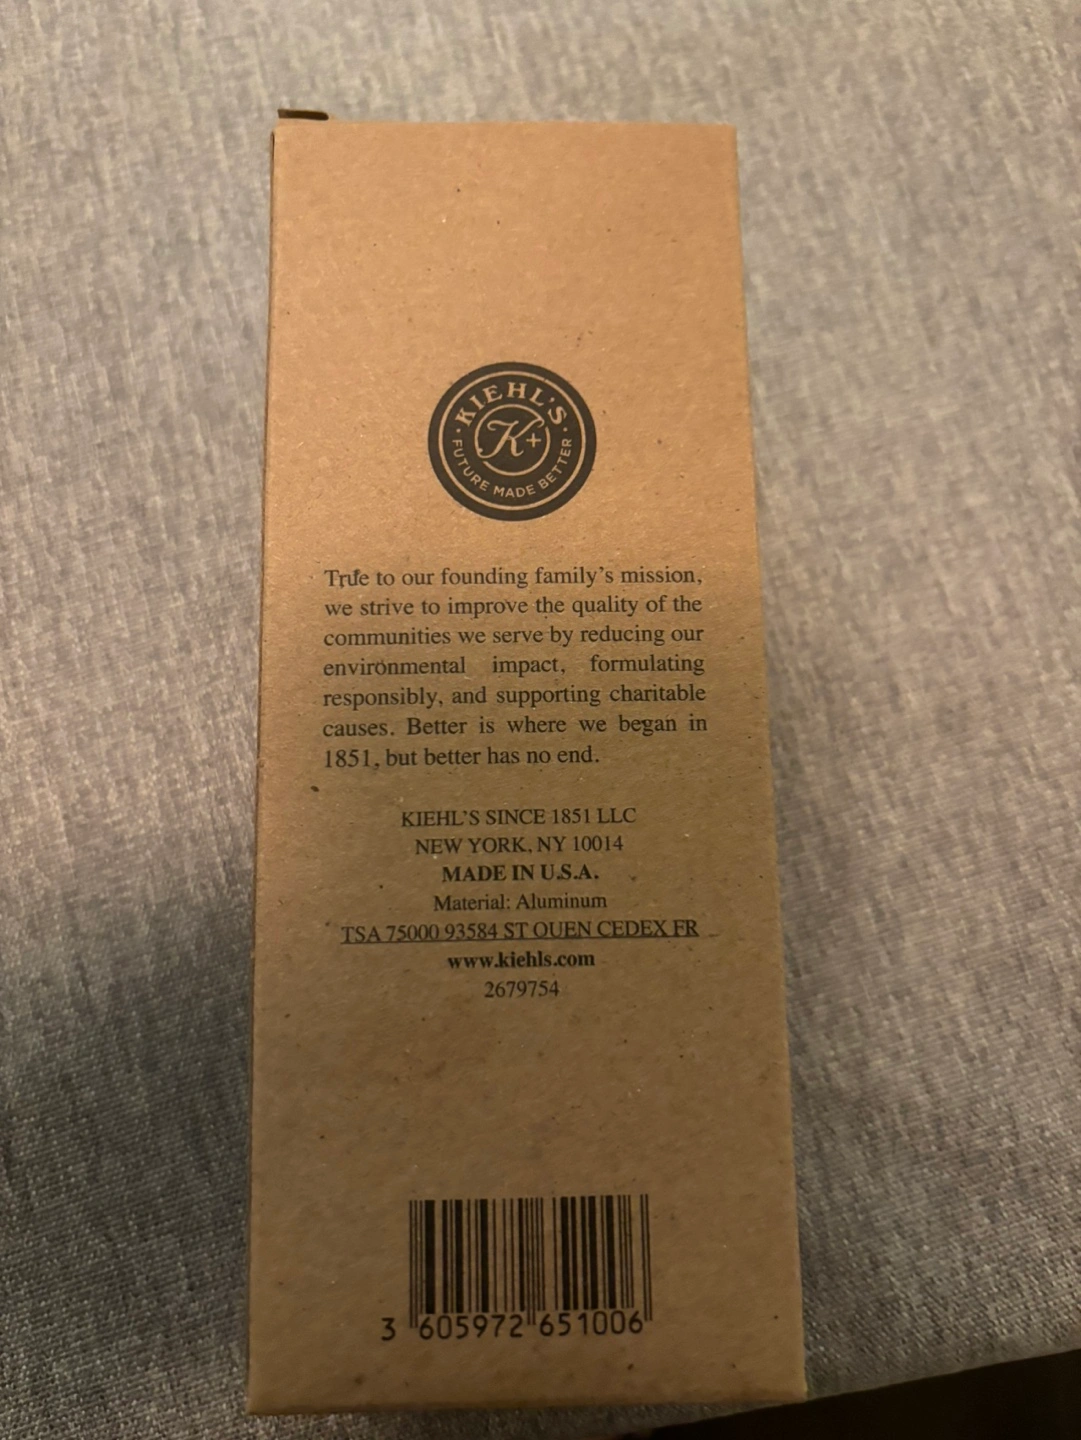 KIEHL'S
K+
FUTURE MADE BETTER
True to our founding family's mission,
we strive to improve the quality of the
communities we serve by reducing our
environmental impact, formulating
responsibly, and supporting charitable
causes. Better is where we began in
1851, but better has no end.
KIEHL'S SINCE 1851 LLC
NEW YORK, NY 10014
MADE IN U.S.A.
Material: Aluminum
TSA 75000 93584 ST OUEN CEDEX FR
www.kiehls.com
2679754
3 605972 651006